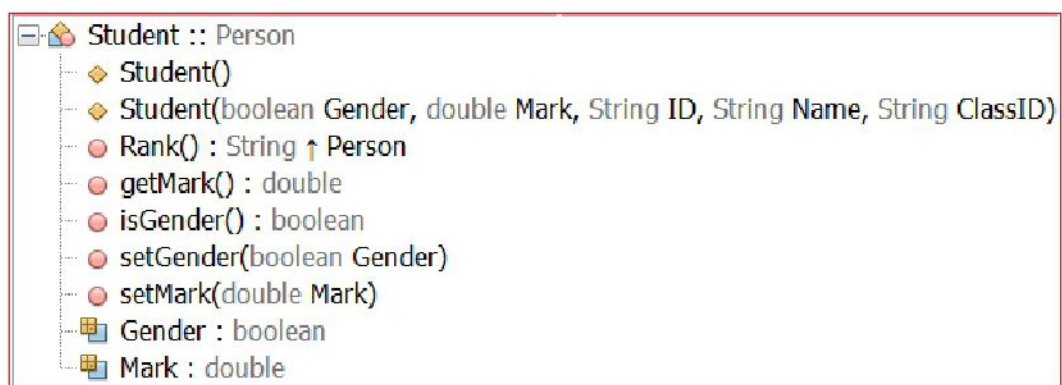 Student :: Person
Student()
Student(boolean Gender, double Mark, String ID, String Name, String ClassID)
Rank() : String ↑ Person
getMark() : double
isGender() : boolean
setGender(boolean Gender)
setMark(double Mark)
Gender : boolean
Mark : double